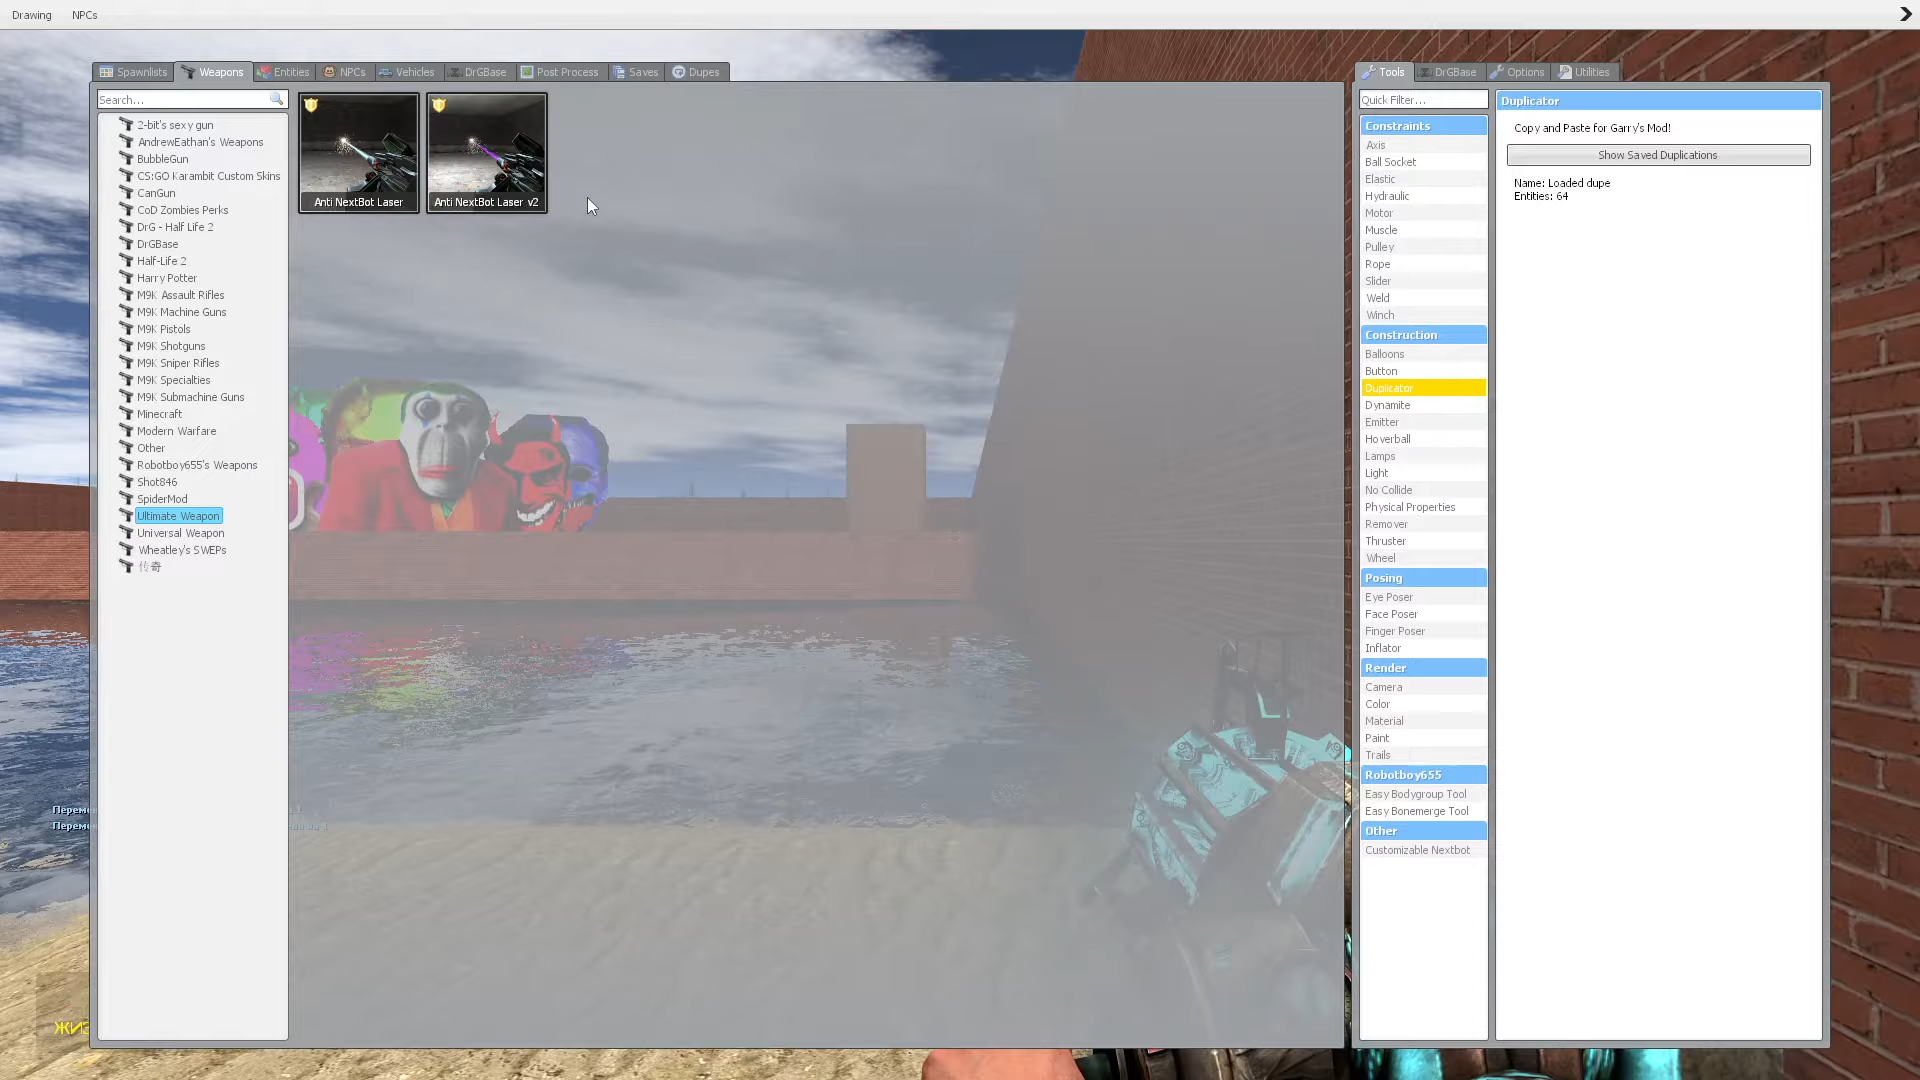 Drawing NPCs
Spawnlists Weapons Entities NPCs Vehicles DrGBase Post Process Saves Dupes
Search...
2-bit's sexy gun
AndrewEathan's Weapons
BubbleGun
CS:GO Karambit Custom Skins
CanGun
CoD Zombies Perks
DrG - Half Life 2
DrGBase
Half-Life 2
Harry Potter
M9K Assault Rifles
M9K Machine Guns
M9K Pistols
M9K Shotguns
M9K Sniper Rifles
M9K Specialties
M9K Submachine Guns
Minecraft
Modern Warfare
Other
Robotboy655's Weapons
Shot846
SpiderMod
Ultimate Weapon
Universal Weapon
Wheatley's SWEPs
传奇
Anti NextBot Laser
Anti NextBot Laser v2
Tools DrGBase Options Utilities
Quick Filter...
Constraints
Axis
Ball Socket
Elastic
Hydraulic
Motor
Muscle
Pulley
Rope
Slider
Weld
Winch
Construction
Balloons
Button
Duplicator
Dynamite
Emitter
Hoverball
Lamps
Light
No Collide
Physical Properties
Remover
Thruster
Wheel
Posing
Eye Poser
Face Poser
Finger Poser
Inflator
Render
Camera
Color
Material
Paint
Trails
Robotboy655
Easy Bodygroup Tool
Easy Bonemerge Tool
Other
Customizable Nextbot
Duplicator
Copy and Paste for Garry's Mod!
Show Saved Duplications
Name: Loaded dupe
Entities: 64